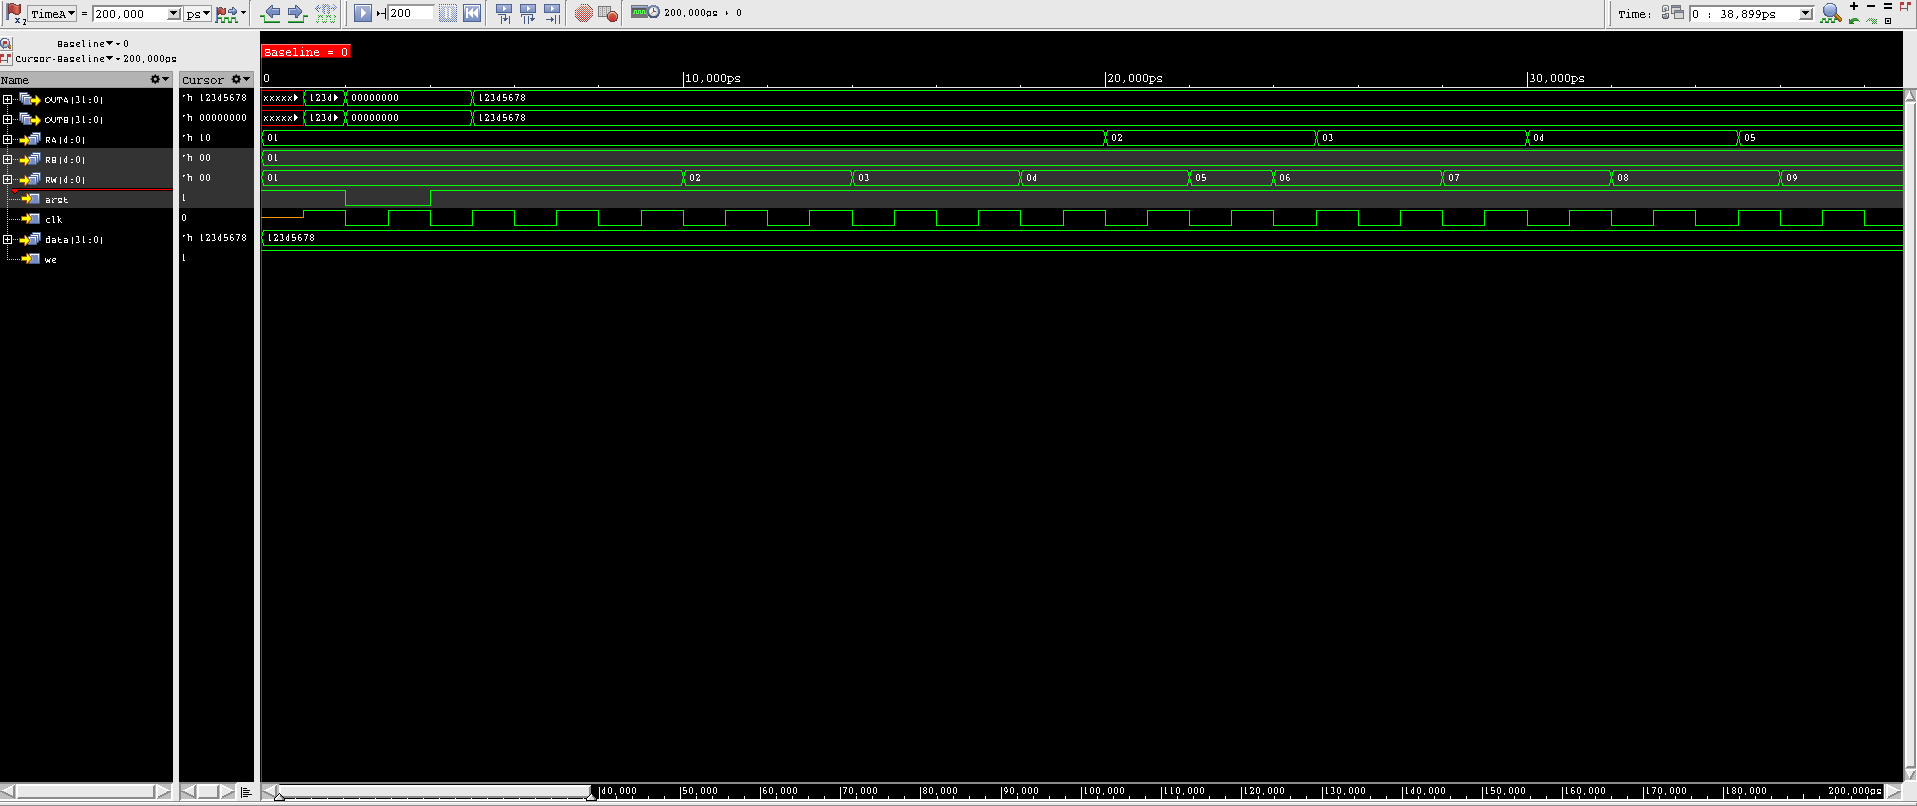 TimeA = 200,000 ps 200 200,000ps + 0 Time: 0 : 38,899ps
Baseline = 0
Cursor-Baseline = 200,000ps
Baseline = 0
Name Cursor 0 10,000ps 20,000ps 30,000ps
OUTA[31:0] 'h 12345678 xxxxx 1234 00000000 12345678
OUTB[31:0] 'h 00000000 xxxxx 1234 00000000 12345678
RA[4:0] 'h 10 01 02 03 04 05
RB[4:0] 'h 00 01
RW[4:0] 'h 00 01 02 03 04 05 06 07 08 09
arst 1
clk 0
data[31:0] 'h 12345678 12345678
we 1
40,000 50,000 60,000 70,000 80,000 90,000 100,000 110,000 120,000 130,000 140,000 150,000 160,000 170,000 180,000 200,000ps